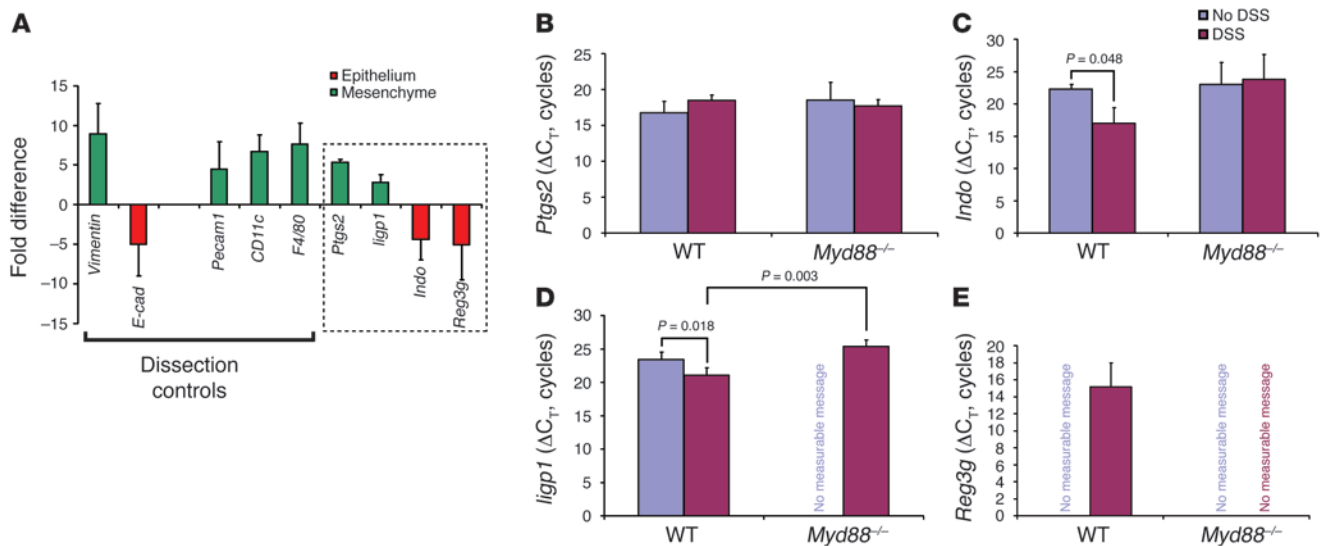 A
Epithelium
Mesenchyme
Fold difference
15
10
5
0
–5
–10
–15
Vimentin
E-cad
Pecam1
CD11c
F4/80
Ptgs2
Iigp1
Indo
Reg3g
Dissection
controls
B
Ptgs2 (ΔCT, cycles)
25
20
15
10
5
0
WT
Myd88–/–
C
No DSS
DSS
Indo (ΔCT, cycles)
30
25
20
15
10
5
0
P = 0.048
WT
Myd88–/–
D
P = 0.003
P = 0.018
Iigp1 (ΔCT, cycles)
30
25
20
15
10
5
0
No measurable message
WT
Myd88–/–
E
Reg3g (ΔCT, cycles)
20
18
16
14
12
10
8
6
4
2
0
No measurable message
No measurable message
No measurable message
WT
Myd88–/–